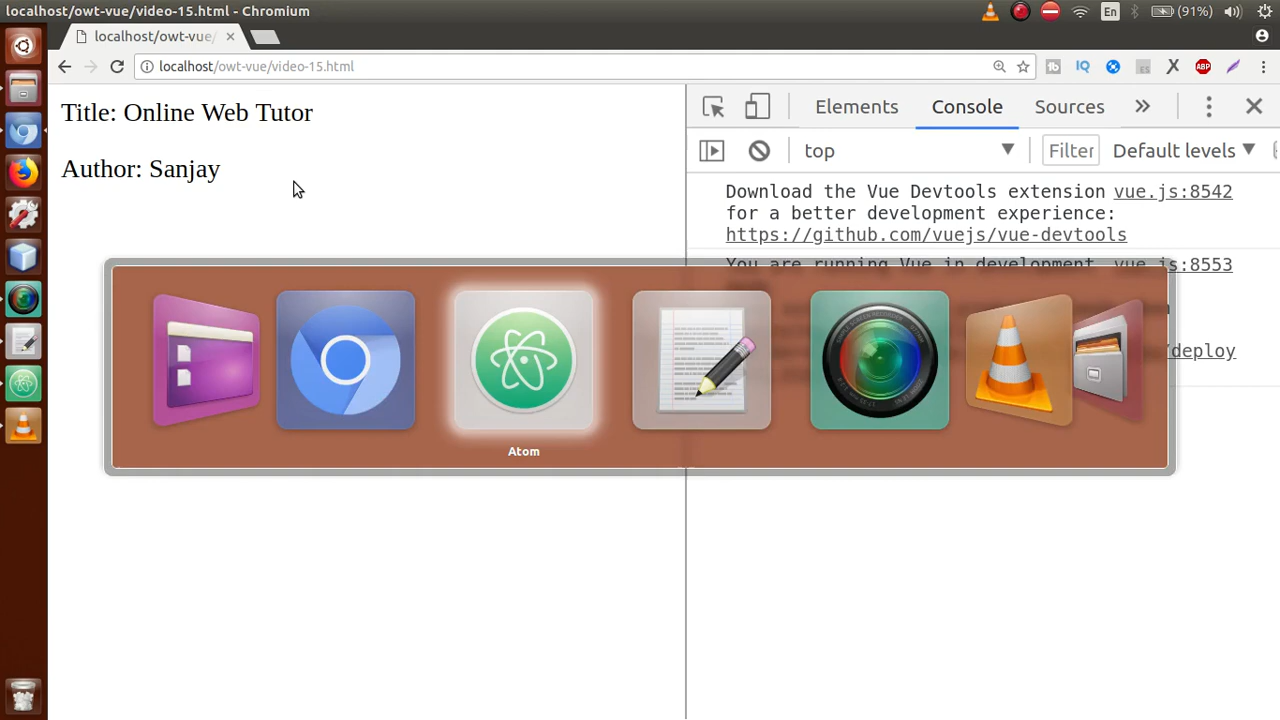 localhost/owt-vue/video-15.html - Chromium
En
(91%)
localhost/owt-vue/
localhost/owt-vue/video-15.html
Title: Online Web Tutor
Author: Sanjay
Elements
Console
Sources
top
Filter
Default levels
Download the Vue Devtools extension vue.js:8542
for a better development experience:
https://github.com/vuejs/vue-devtools
You are running Vue in development vue.js:8553
/deploy
Atom
IQ
ABP